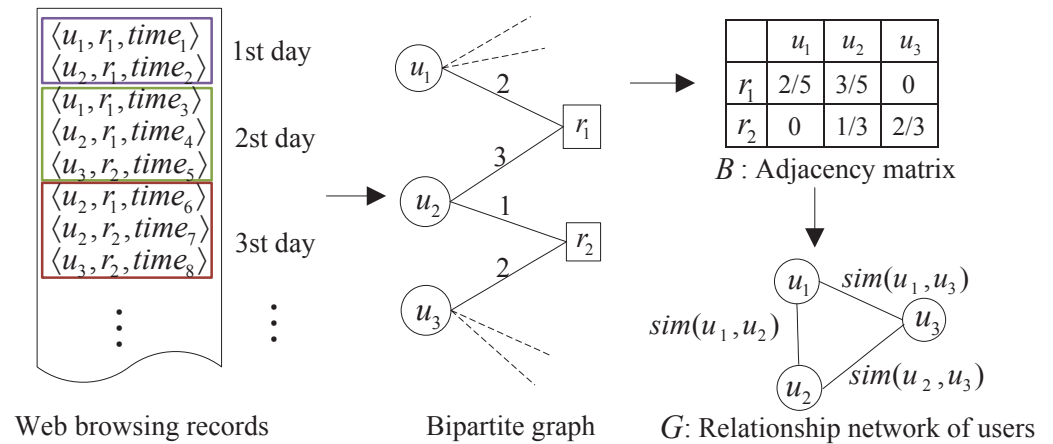 ⟨u₁, r₁, time₁⟩
⟨u₂, r₁, time₂⟩
1st day
⟨u₁, r₁, time₃⟩
⟨u₂, r₁, time₄⟩
⟨u₃, r₂, time₅⟩
2st day
⟨u₂, r₁, time₆⟩
⟨u₂, r₂, time₇⟩
⟨u₃, r₂, time₈⟩
3st day
⋮ ⋮
Web browsing records
u₁
2
r₁
3
u₂
1
r₂
2
u₃
Bipartite graph
u₁ u₂ u₃
r₁ 2/5 3/5 0
r₂ 0 1/3 2/3
B : Adjacency matrix
u₁
sim(u₁,u₃)
u₃
sim(u₁,u₂)
sim(u₂,u₃)
u₂
G: Relationship network of users